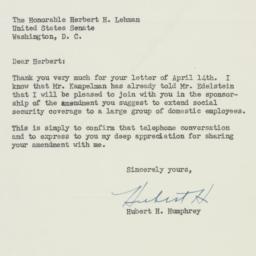 The Honorable Herbert H. Lehman
United States Senate
Washington, D. C.
Dear Herbert:
Thank you very much for your letter of April 14th. I
know that Mr. Kampelman has already told Mr. Edelstein
that I will be pleased to join with you in the sponsor-
ship of the amendment you suggest to extend social
security coverage to a large group of domestic employees.
This is simply to confirm that telephone conversation
and to express to you my deep appreciation for sharing
your amendment with me.
Sincerely yours,
Hubert H
Hubert H. Humphrey